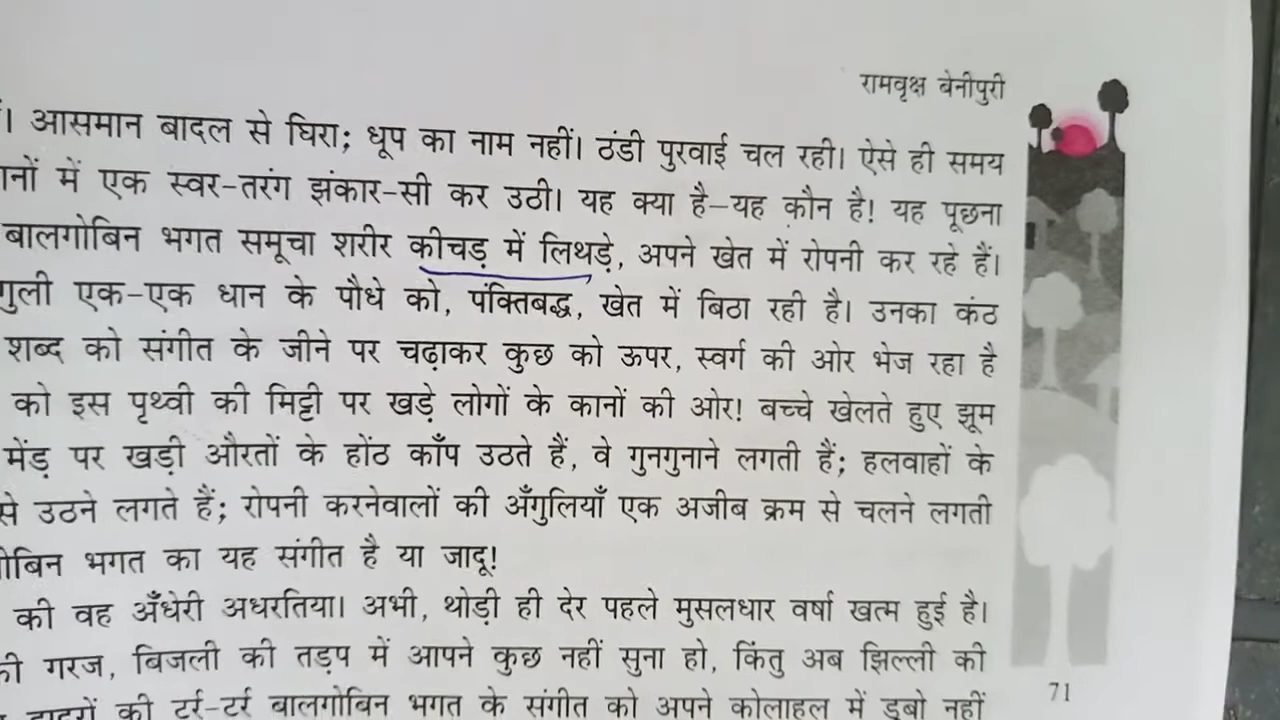 रामवृक्ष बेनीपुरी
। आसमान बादल से घिरा; धूप का नाम नहीं। ठंडी पुरवाई चल रही। ऐसे ही समय
में एक स्वर-तरंग झंकार-सी कर उठी। यह क्या है-यह कौन है! यह पूछना
बालगोबिन भगत समूचा शरीर कीचड़ में लिथड़े, अपने खेत में रोपनी कर रहे हैं।
एक-एक धान के पौधे को, पंक्तिबद्ध, खेत में बिठा रही है। उनका कंठ
शब्द को संगीत के जीने पर चढ़ाकर कुछ को ऊपर, स्वर्ग की ओर भेज रहा है
को इस पृथ्वी की मिट्टी पर खड़े लोगों के कानों की ओर! बच्चे खेलते हुए झूम
मेंड़ पर खड़ी औरतों के होंठ काँप उठते हैं, वे गुनगुनाने लगती हैं; हलवाहों के
से उठने लगते हैं; रोपनी करनेवालों की अँगुलियाँ एक अजीब क्रम से चलने लगती
भगत का यह संगीत है या जादू!
की वह अँधेरी अधरतिया। अभी, थोड़ी ही देर पहले मुसलधार वर्षा खत्म हुई है।
गरज, बिजली की तड़प में आपने कुछ नहीं सुना हो, किंतु अब झिल्ली की
की टर्र-टर्र बालगोबिन भगत के संगीत को अपने कोलाहल में डुबो नहीं
71